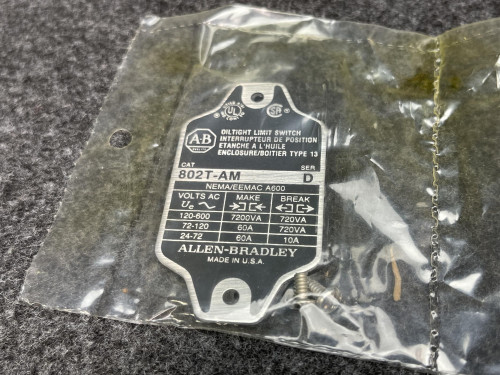 UL
A-B
OILTIGHT LIMIT SWITCH
INTERRUPTEUR DE POSITION
ETANCHE A L'HUILE
ENCLOSURE/BOITIER TYPE 13
CAT SER
802T-AM D
NEMA/EEMAC A600
VOLTS AC MAKE BREAK
Ue
120-600 7200VA 720VA
72-120 60A 720VA
24-72 60A 10A
ALLEN-BRADLEY
MADE IN U.S.A.